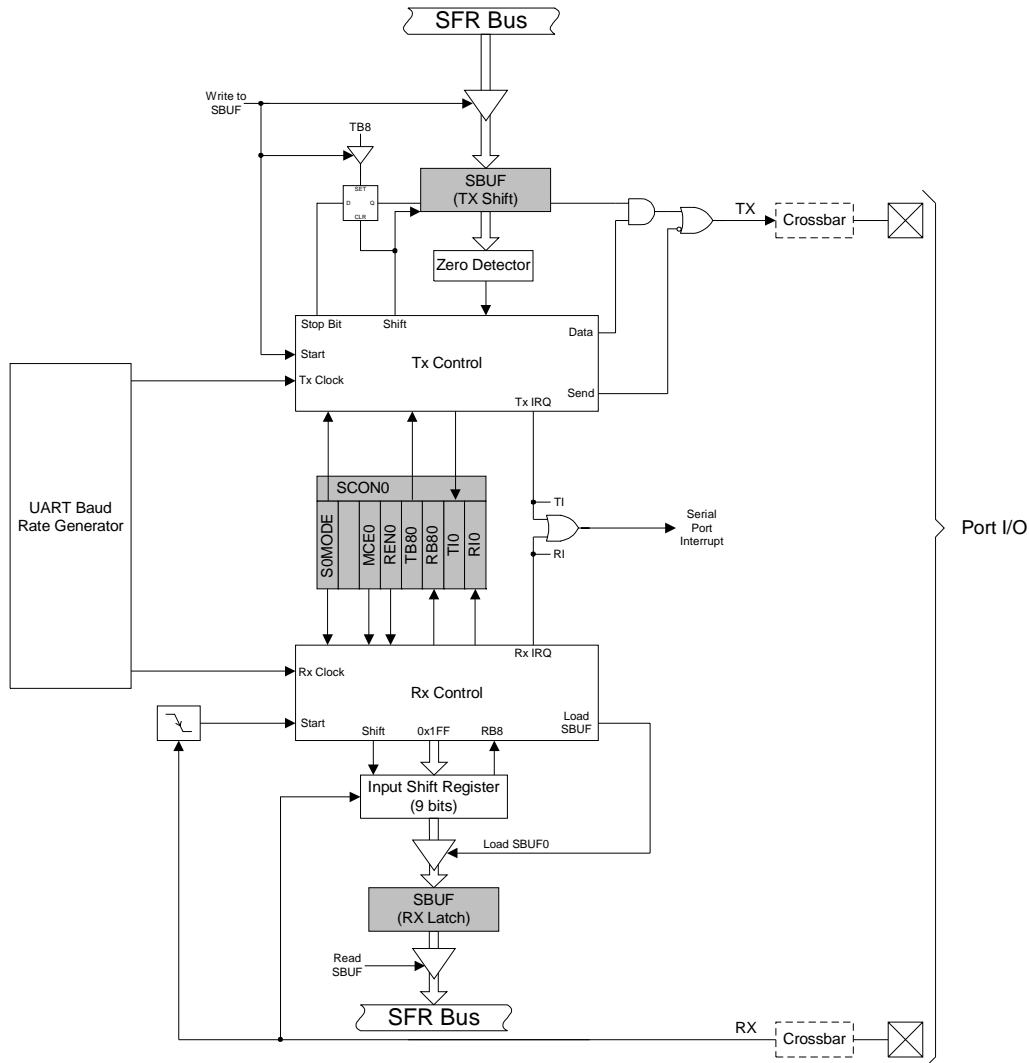 SFR Bus
Write to
SBUF
TB8
SET
D
Q
CLR
SBUF
(TX Shift)
TX
Crossbar
Zero Detector
Stop Bit
Shift
Data
Start
Tx Control
Tx Clock
Send
Tx IRQ
UART Baud
Rate Generator
SCON0
S0MODE
MCE0
REN0
TB80
RB80
TI0
RI0
TI
RI
Serial
Port
Interrupt
Port I/O
Rx IRQ
Rx Clock
Rx Control
Start
Load
SBUF
Shift
0x1FF
RB8
Input Shift Register
(9 bits)
Load SBUF0
SBUF
(RX Latch)
Read
SBUF
SFR Bus
RX
Crossbar